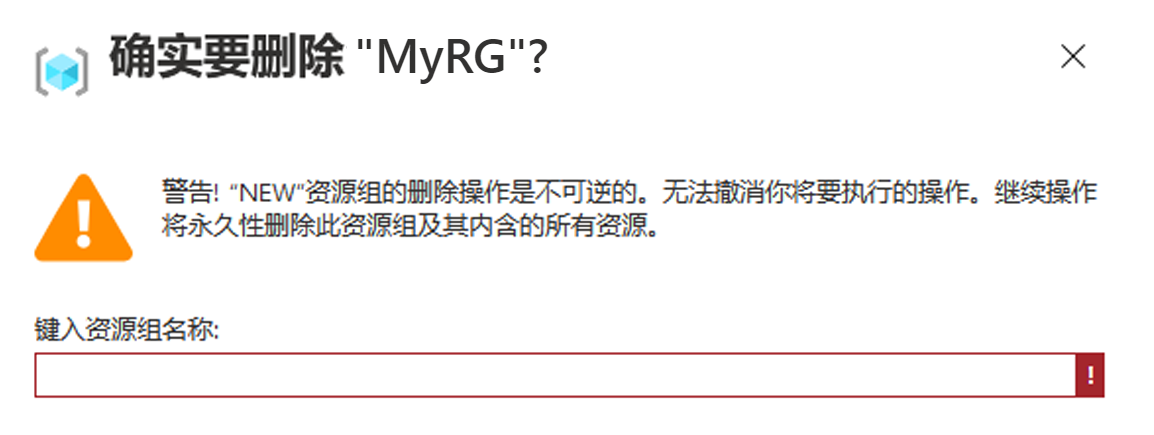 确实要删除 "MyRG"?
警告! “NEW”资源组的删除操作是不可逆的。无法撤消你将要执行的操作。继续操作
将永久性删除此资源组及其内含的所有资源。
键入资源组名称: